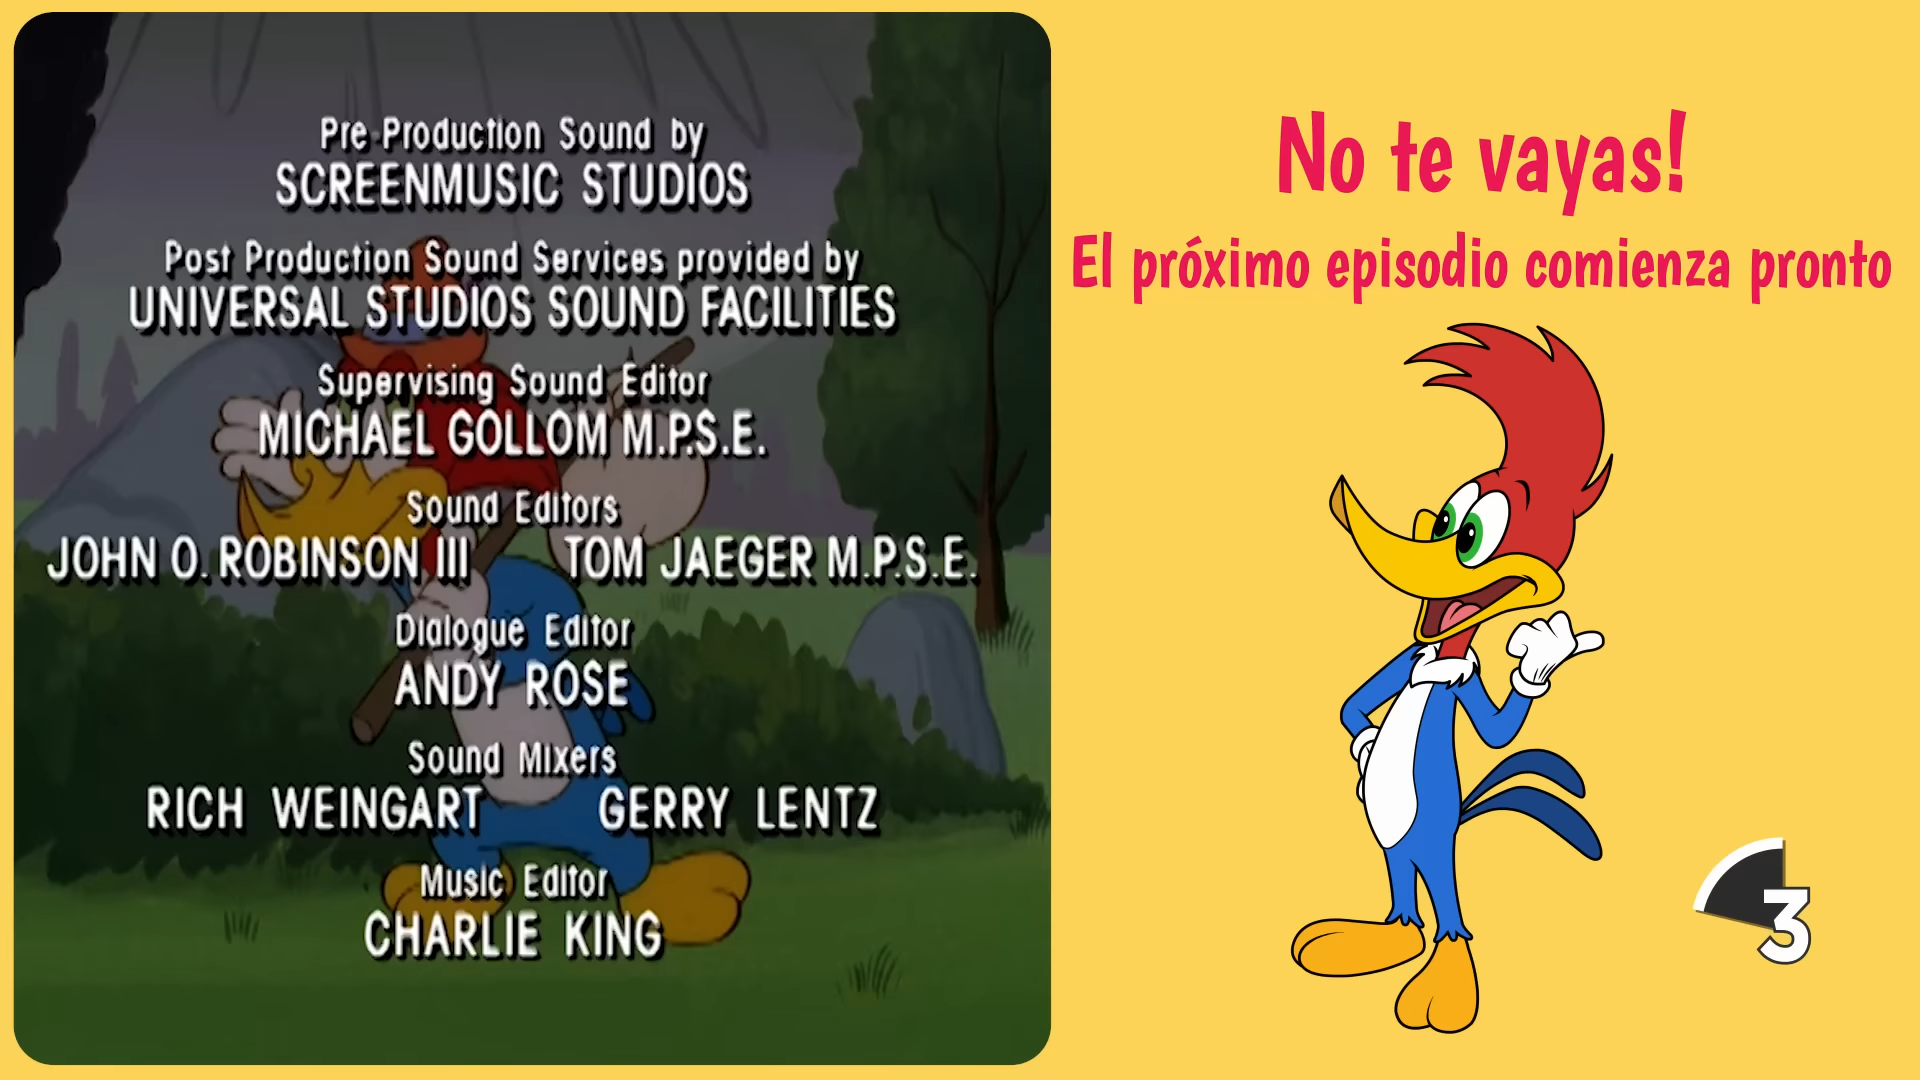 Pre-Production Sound by
SCREENMUSIC STUDIOS
Post Production Sound Services provided by
UNIVERSAL STUDIOS SOUND FACILITIES
Supervising Sound Editor
MICHAEL GOLLOM M.P.S.E.
Sound Editors
JOHN O. ROBINSON III TOM JAEGER M.P.S.E.
Dialogue Editor
ANDY ROSE
Sound Mixers
RICH WEINGART GERRY LENTZ
Music Editor
CHARLIE KING
No te vayas!
El próximo episodio comienza pronto
3